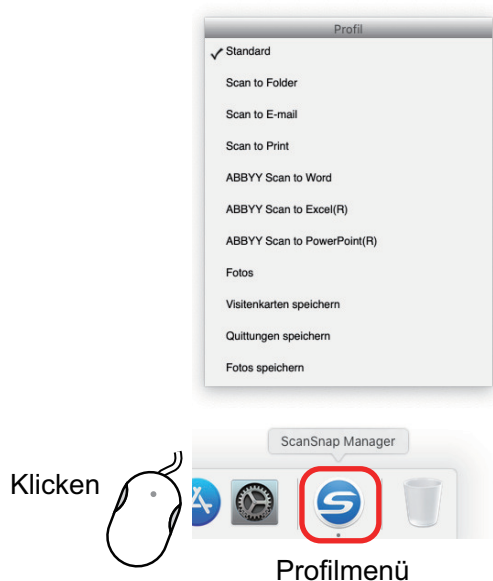 Profil
Standard
Scan to Folder
Scan to E-mail
Scan to Print
ABBYY Scan to Word
ABBYY Scan to Excel(R)
ABBYY Scan to PowerPoint(R)
Fotos
Visitenkarten speichern
Quittungen speichern
Fotos speichern
ScanSnap Manager
Klicken
Profilmenü